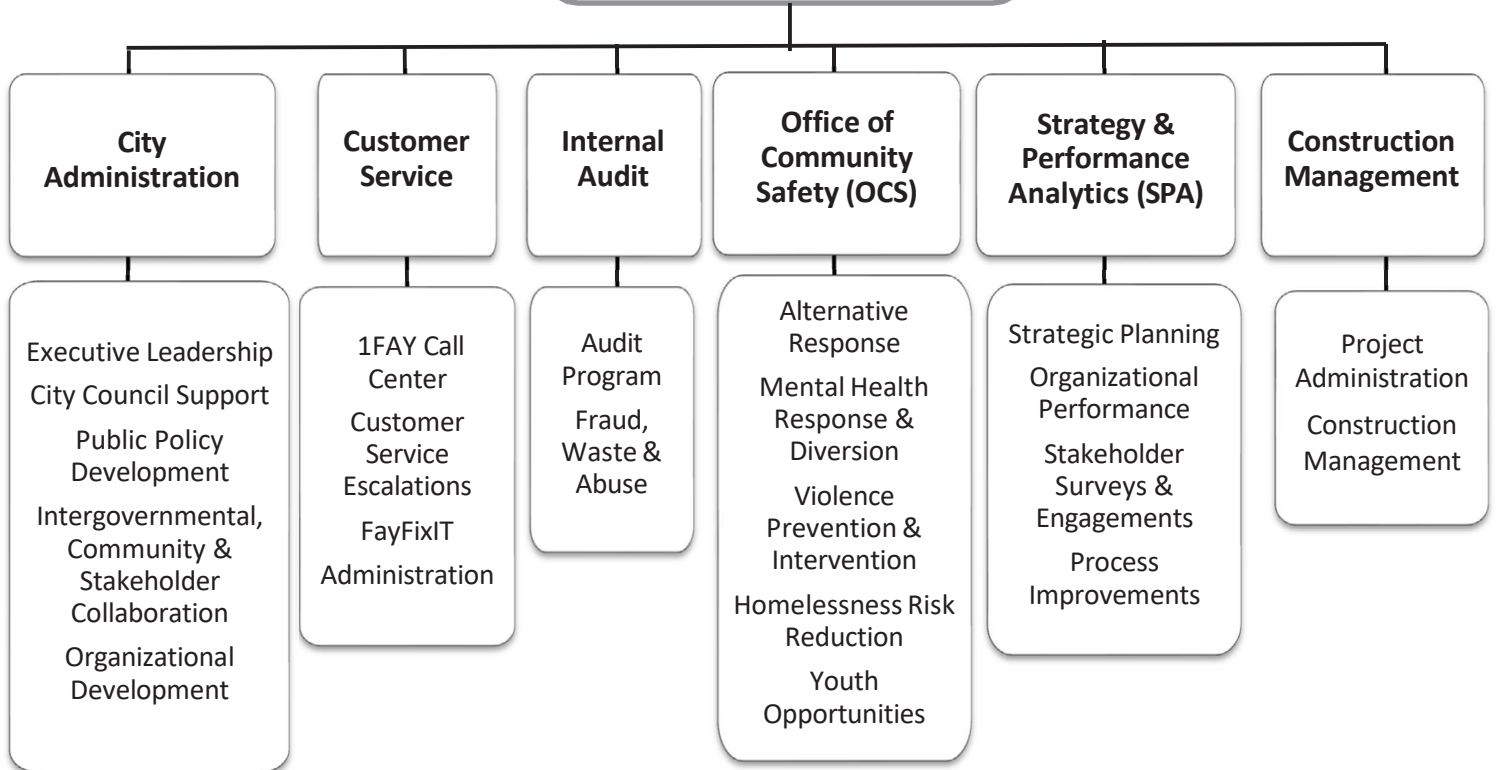 City
Administration
Customer
Service
Internal
Audit
Office of
Community
Safety (OCS)
Strategy &
Performance
Analytics (SPA)
Construction
Management
Executive Leadership
City Council Support
Public Policy
Development
Intergovernmental,
Community &
Stakeholder
Collaboration
Organizational
Development
1FAY Call
Center
Customer
Service
Escalations
FayFixIT
Administration
Audit
Program
Fraud,
Waste &
Abuse
Alternative
Response
Mental Health
Response &
Diversion
Violence
Prevention &
Intervention
Homelessness Risk
Reduction
Youth
Opportunities
Strategic Planning
Organizational
Performance
Stakeholder
Surveys &
Engagements
Process
Improvements
Project
Administration
Construction
Management